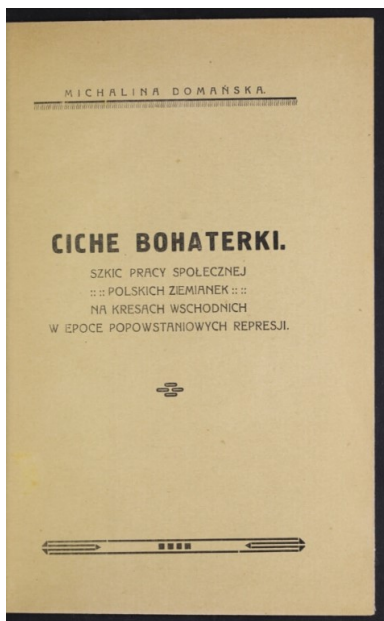 MICHALINA DOMAŃSKA.
CICHE BOHATERKI.
SZKIC PRACY SPOŁECZNEJ
:: :: POLSKICH ZIEMIANEK :: ::
NA KRESACH WSCHODNICH
W EPOCE POPOWSTANIOWYCH REPRESJI.